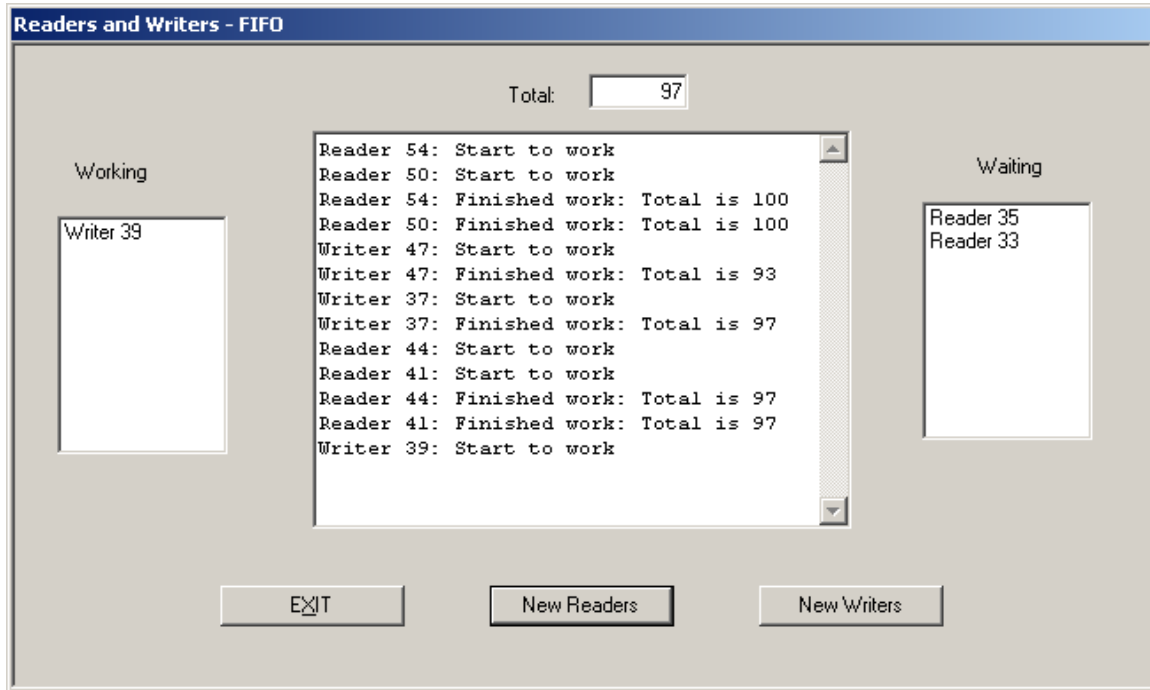 Readers and Writers - FIFO
Total: 97
Working
Writer 39
Reader 54: Start to work
Reader 50: Start to work
Reader 54: Finished work: Total is 100
Reader 50: Finished work: Total is 100
Writer 47: Start to work
Writer 47: Finished work: Total is 93
Writer 37: Start to work
Writer 37: Finished work: Total is 97
Reader 44: Start to work
Reader 41: Start to work
Reader 44: Finished work: Total is 97
Reader 41: Finished work: Total is 97
Writer 39: Start to work
Waiting
Reader 35
Reader 33
EXIT
New Readers
New Writers